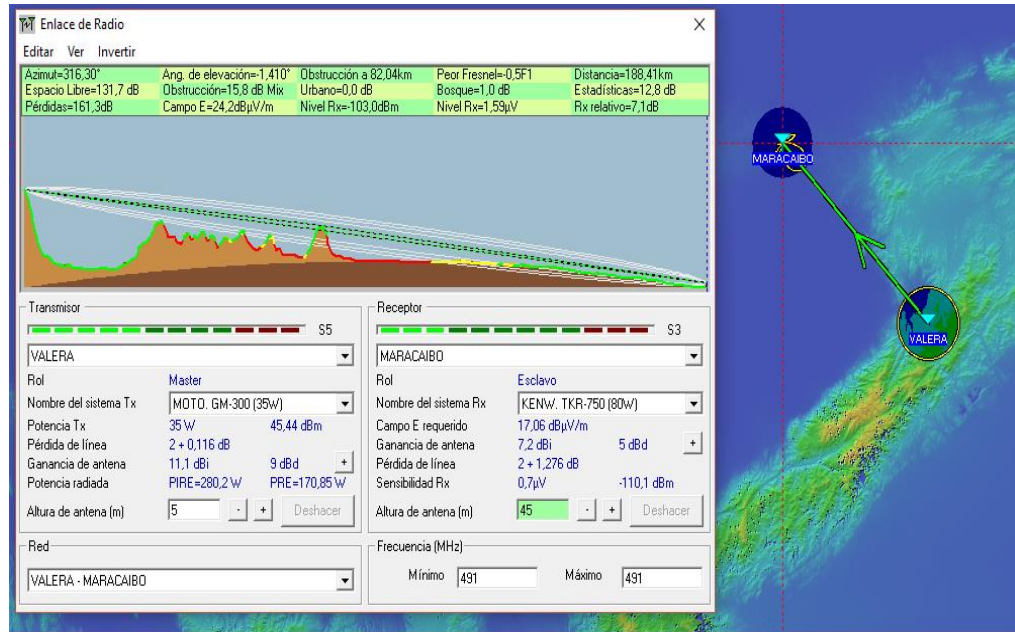 Enlace de Radio
Editar Ver Invertir
Azimut=316,30° Ang. de elevación=-1,410° Obstrucción a 82,04km Peor Fresnel=-0,5F1 Distancia=188,41km
Espacio Libre=131,7 dB Obstrucción=15,8 dB Mix Urbano=0,0 dB Bosque=1,0 dB Estadísticas=12,8 dB
Pérdidas=161,3dB Campo E=24,2dBµV/m Nivel Rx=-103,0dBm Nivel Rx=1,59µV Rx relativo=7,1dB
Transmisor
S5
VALERA
Rol Master
Nombre del sistema Tx MOTO. GM-300 (35W)
Potencia Tx 35 W 45,44 dBm
Pérdida de línea 2 + 0,116 dB
Ganancia de antena 11,1 dBi 9 dBd +
Potencia radiada PIRE=280,2 W PRE=170,85 W
Altura de antena (m) 5 - + Deshacer
Red
VALERA - MARACAIBO
Receptor
S3
MARACAIBO
Rol Esclavo
Nombre del sistema Rx KENW. TKR-750 (80W)
Campo E requerido 17,06 dBµV/m
Ganancia de antena 7,2 dBi 5 dBd +
Pérdida de línea 2 + 1,276 dB
Sensibilidad Rx 0,7µV -110,1 dBm
Altura de antena (m) 45 - + Deshacer
Frecuencia (MHz)
Mínimo 491 Máximo 491
MARACAIBO
VALERA